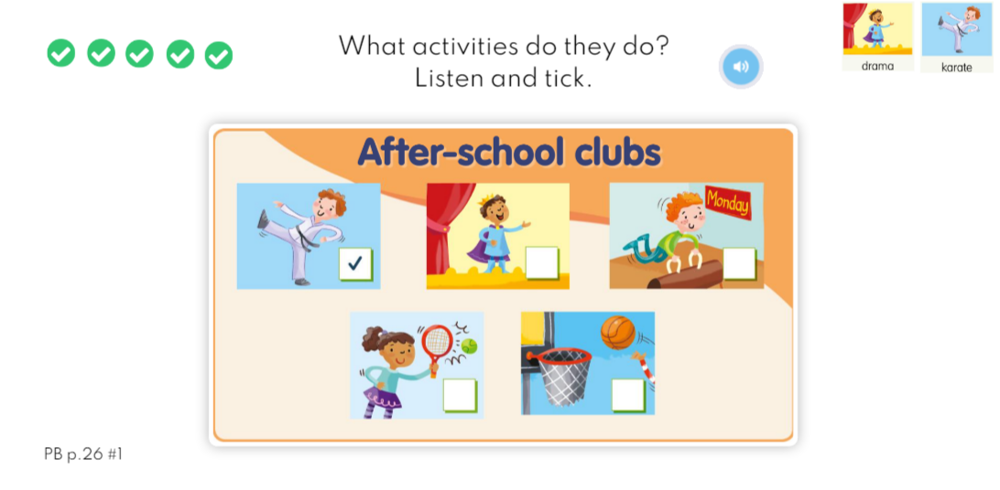 What activities do they do?
Listen and tick.
drama
karate
After-school clubs
Monday
PB p.26 #1